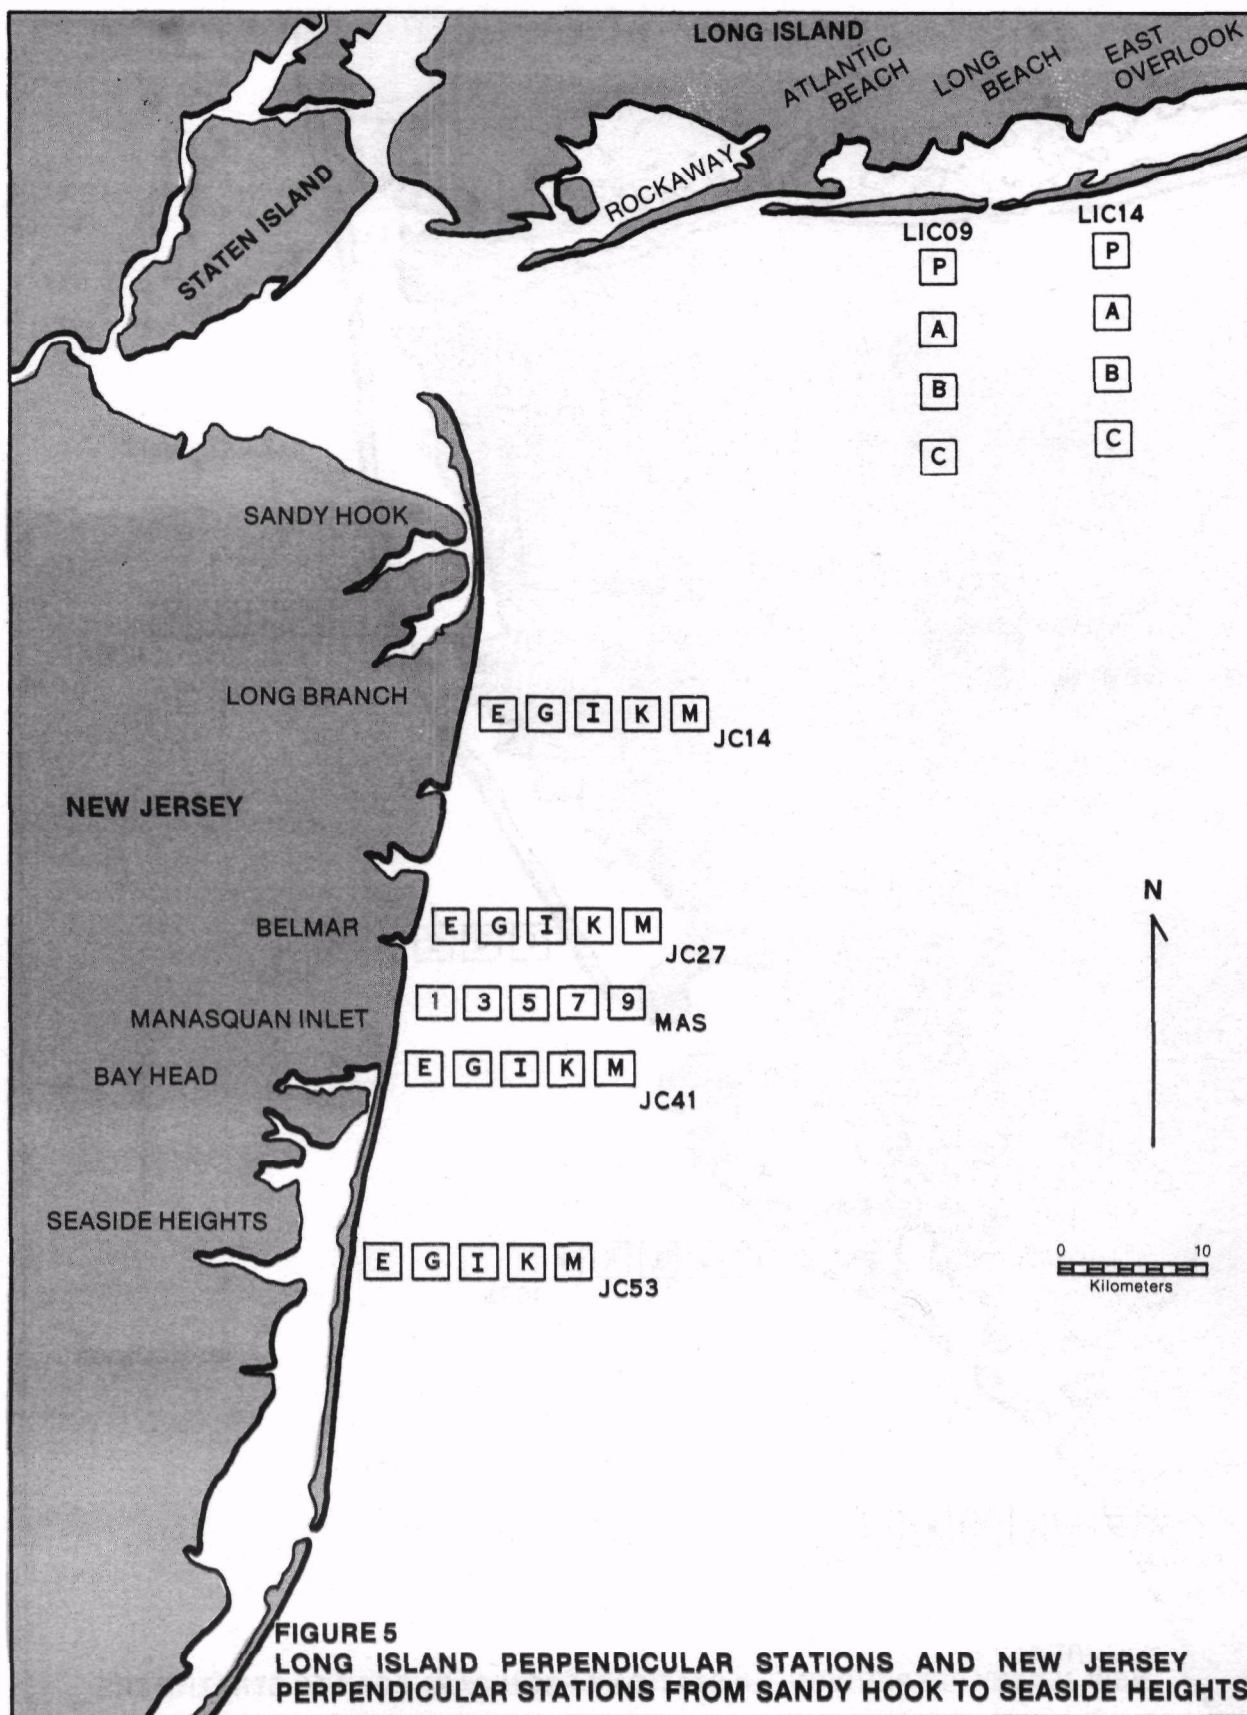 LONG ISLAND
ATLANTIC
BEACH
LONG
BEACH
EAST
OVERLOOK
ROCKAWAY
STATEN ISLAND
LIC09
P
A
B
C
LIC14
P
A
B
C
SANDY HOOK
LONG BRANCH
E G I K M
JC14
NEW JERSEY
N
BELMAR
E G I K M
JC27
MANASQUAN INLET
1 3 5 7 9
MAS
BAY HEAD
E G I K M
JC41
SEASIDE HEIGHTS
E G I K M
JC53
0 10
Kilometers
FIGURE 5
LONG ISLAND PERPENDICULAR STATIONS AND NEW JERSEY
PERPENDICULAR STATIONS FROM SANDY HOOK TO SEASIDE HEIGHTS